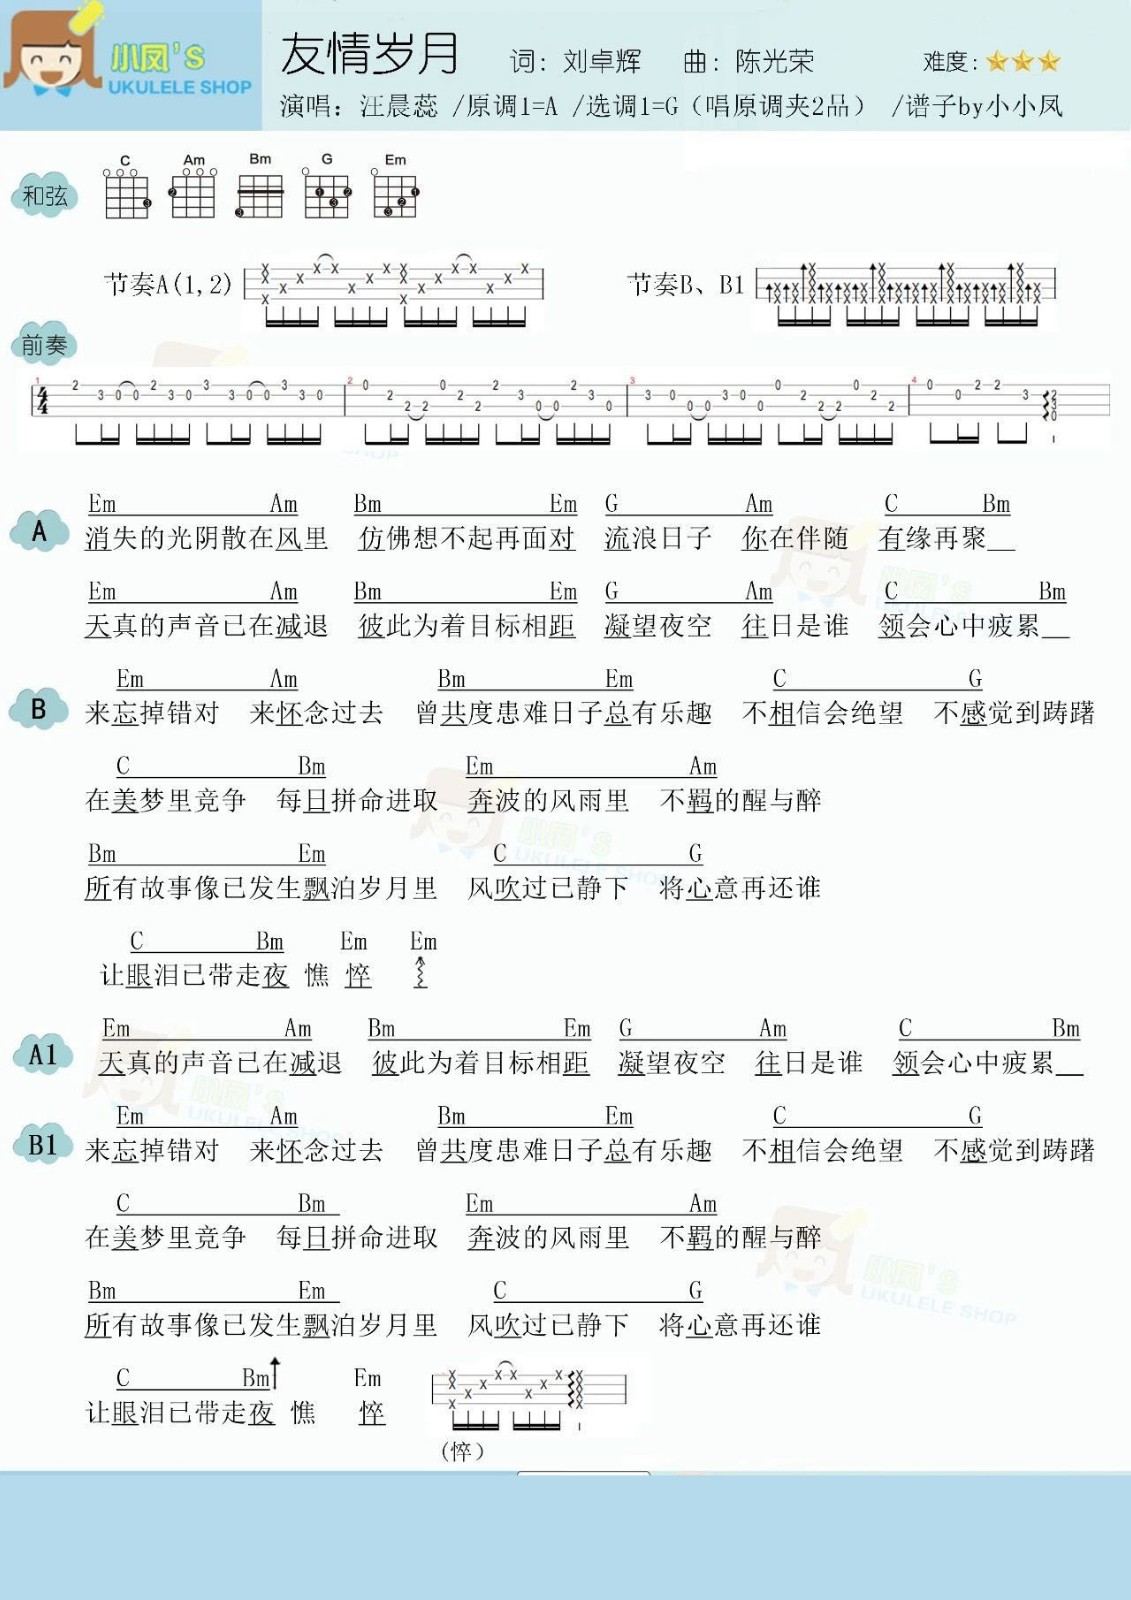 小凤'S
UKULELE SHOP
友情岁月 词：刘卓辉 曲：陈光荣 难度：
演唱：汪晨蕊 /原调1=A /选调1=G（唱原调夹2品） /谱子by小小凤
和弦 C Am Bm G Em
节奏A(1,2) 节奏B、B1
前奏
Em Am Bm Em G Am C Bm
A 消失的光阴散在风里 仿佛想不起再面对 流浪日子 你在伴随 有缘再聚
Em Am Bm Em G Am C Bm
天真的声音已在减退 彼此为着目标相距 凝望夜空 往日是谁 领会心中疲累
Em Am Bm Em C G
B 来忘掉错对 来怀念过去 曾共度患难日子总有乐趣 不相信会绝望 不感觉到踌躇
C Bm Em Am
在美梦里竞争 每日拼命进取 奔波的风雨里 不羁的醒与醉
Bm Em C G
所有故事像已发生飘泊岁月里 风吹过已静下 将心意再还谁
C Bm Em Em
让眼泪已带走夜 憔 悴
Em Am Bm Em G Am C Bm
A1 天真的声音已在减退 彼此为着目标相距 凝望夜空 往日是谁 领会心中疲累
Em Am Bm Em C G
B1 来忘掉错对 来怀念过去 曾共度患难日子总有乐趣 不相信会绝望 不感觉到踌躇
C Bm Em Am
在美梦里竞争 每日拼命进取 奔波的风雨里 不羁的醒与醉
Bm Em C G
所有故事像已发生飘泊岁月里 风吹过已静下 将心意再还谁
C Bm Em
让眼泪已带走夜 憔 悴
(悴)